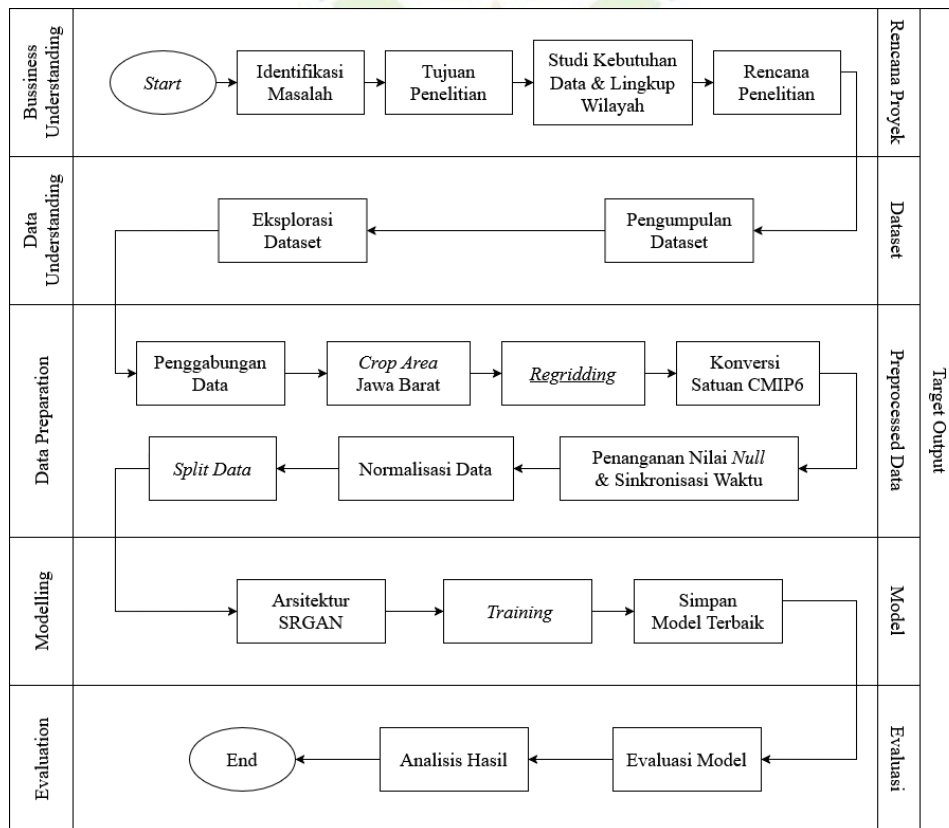 Bussiness
Understanding
Start
Identifikasi
Masalah
Tujuan
Penelitian
Studi Kebutuhan
Data & Lingkup
Wilayah
Rencana
Penelitian
Rencana Proyek
Data
Understanding
Eksplorasi
Dataset
Pengumpulan
Dataset
Dataset
Data Preparation
Penggabungan
Data
Crop Area
Jawa Barat
Regridding
Konversi
Satuan CMIP6
Split Data
Normalisasi Data
Penanganan Nilai Null
& Sinkronisasi Waktu
Preprocessed Data
Target Output
Modelling
Arsitektur
SRGAN
Training
Simpan
Model Terbaik
Model
Evaluation
End
Analisis Hasil
Evaluasi Model
Evaluasi